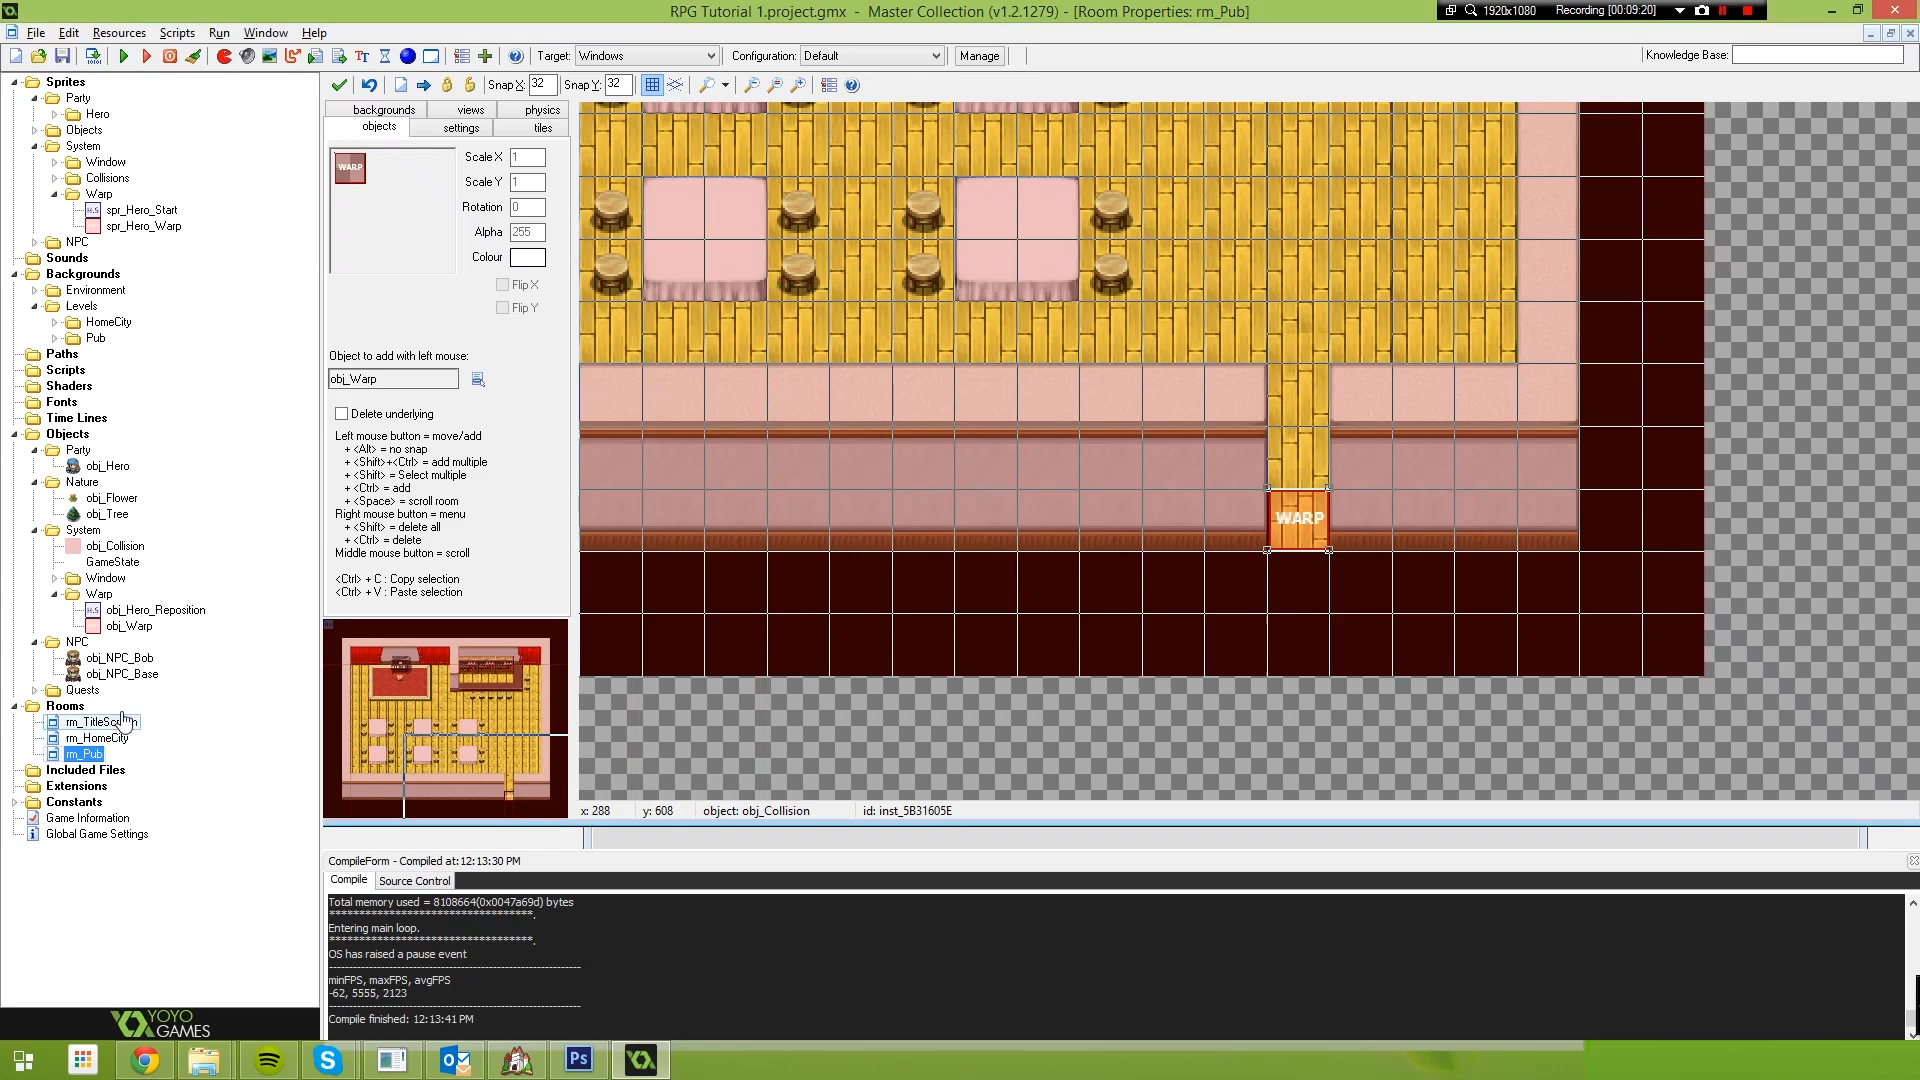 RPG Tutorial 1.project.gmx - Master Collection (v1.2.1279) - [Room Properties: rm_Pub]
1920x1080
Recording [00:09:20]
File Edit Resources Scripts Run Window Help
Target: Windows
Configuration: Default
Manage
Knowledge Base:
Snap X: 32
Snap Y: 32
Sprites
Party
Hero
Objects
System
Window
Collisions
Warp
spr_Hero_Start
spr_Hero_Warp
NPC
Sounds
Backgrounds
Environment
Levels
HomeCity
Pub
Paths
Scripts
Shaders
Fonts
Time Lines
Objects
Party
obj_Hero
Nature
obj_Flower
obj_Tree
System
obj_Collision
GameState
Window
Warp
obj_Hero_Reposition
obj_Warp
NPC
obj_NPC_Bob
obj_NPC_Base
Quests
Rooms
rm_HomeCity
rm_Pub
Included Files
Extensions
Constants
Game Information
Global Game Settings
YOYO
GAMES
backgrounds views physics
objects settings tiles
WARP
Scale X 1
Scale Y 1
Rotation 0
Alpha 255
Colour
Flip X
Flip Y
Object to add with left mouse:
obj_Warp
Delete underlying
Left mouse button = move/add
+ <Alt> = no snap
+ <Shift>+<Ctrl> = add multiple
+ <Shift> = Select multiple
+ <Ctrl> = add
+ <Space> = scroll room
Right mouse button = menu
+ <Shift> = delete all
+ <Ctrl> = delete
Middle mouse button = scroll
<Ctrl> + C : Copy selection
<Ctrl> + V : Paste selection
WARP
x: 288 y: 608 object: obj_Collision id: inst_5B31605E
CompileForm - Compiled at:12:13:30 PM
Compile Source Control
Total memory used = 8108664(0x0047a69d) bytes
***********************************.
Entering main loop.
***********************************.
OS has raised a pause event
minFPS, maxFPS, avgFPS
-62, 5555, 2123
Compile finished: 12:13:41 PM
Ps